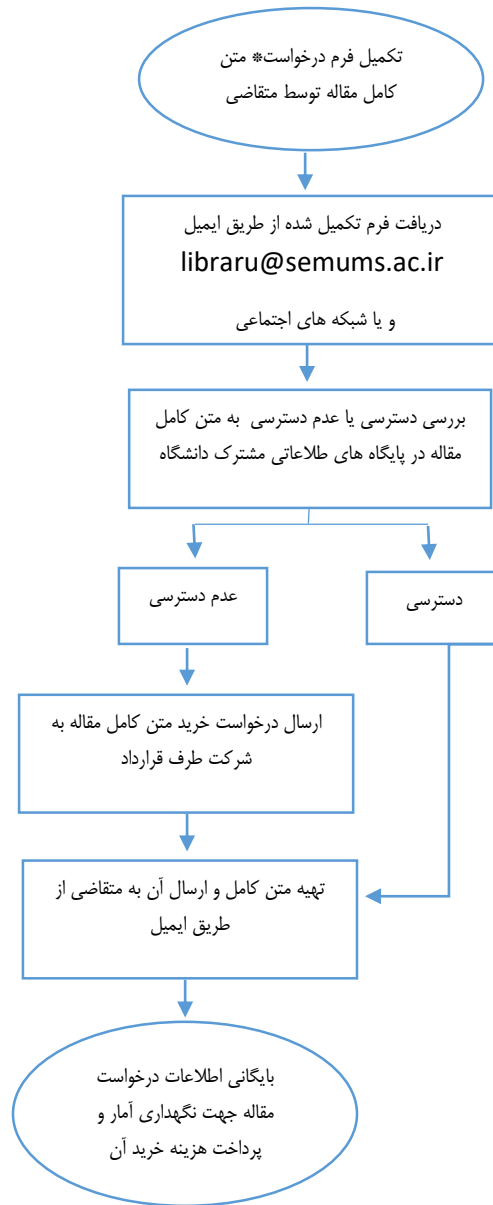 تکمیل فرم درخواست* متن
کامل مقاله توسط متقاضی
دریافت فرم تکمیل شده از طریق ایمیل
libraru@semums.ac.ir
و یا شبکه های اجتماعی
بررسی دسترسی یا عدم دسترسی به متن کامل
مقاله در پایگاه های طلاعاتی مشترک دانشگاه
دسترسی
عدم دسترسی
ارسال درخواست خرید متن کامل مقاله به
شرکت طرف قرارداد
تهیه متن کامل و ارسال آن به متقاضی از
طریق ایمیل
بایگانی اطلاعات درخواست
مقاله جهت نگهداری آمار و
پرداخت هزینه خرید آن